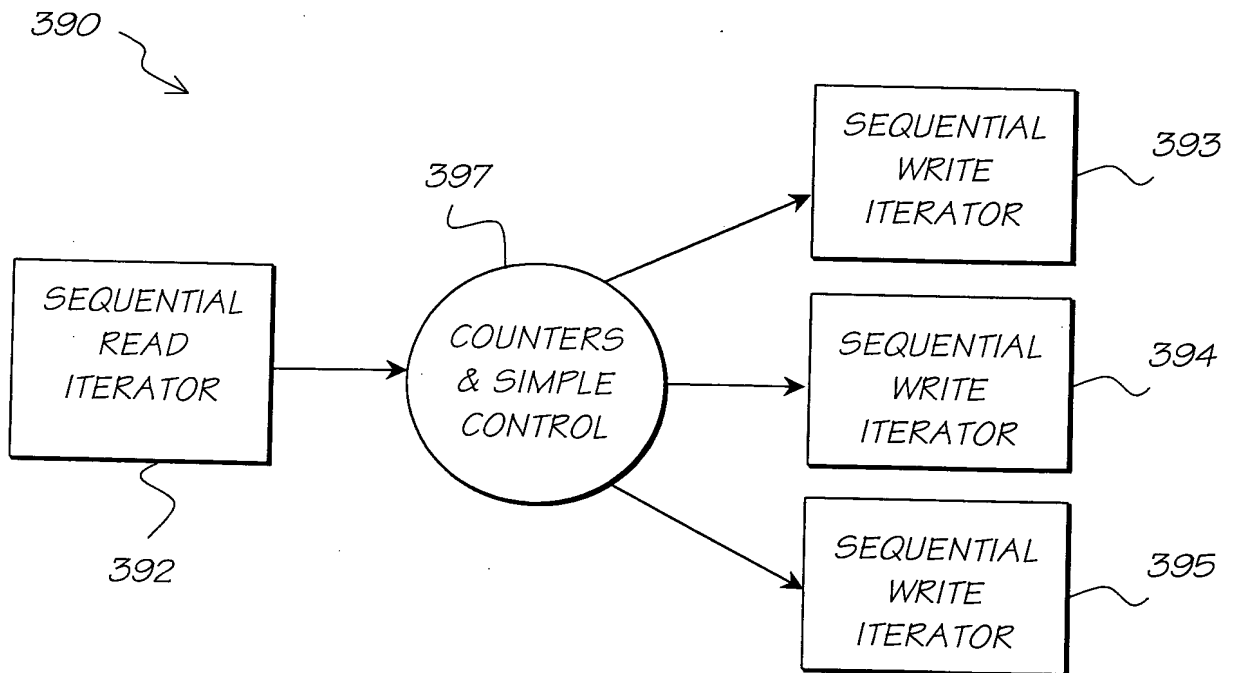 390
397
SEQUENTIAL
READ
ITERATOR
392
COUNTERS
& SIMPLE
CONTROL
SEQUENTIAL
WRITE
ITERATOR
393
SEQUENTIAL
WRITE
ITERATOR
394
SEQUENTIAL
WRITE
ITERATOR
395